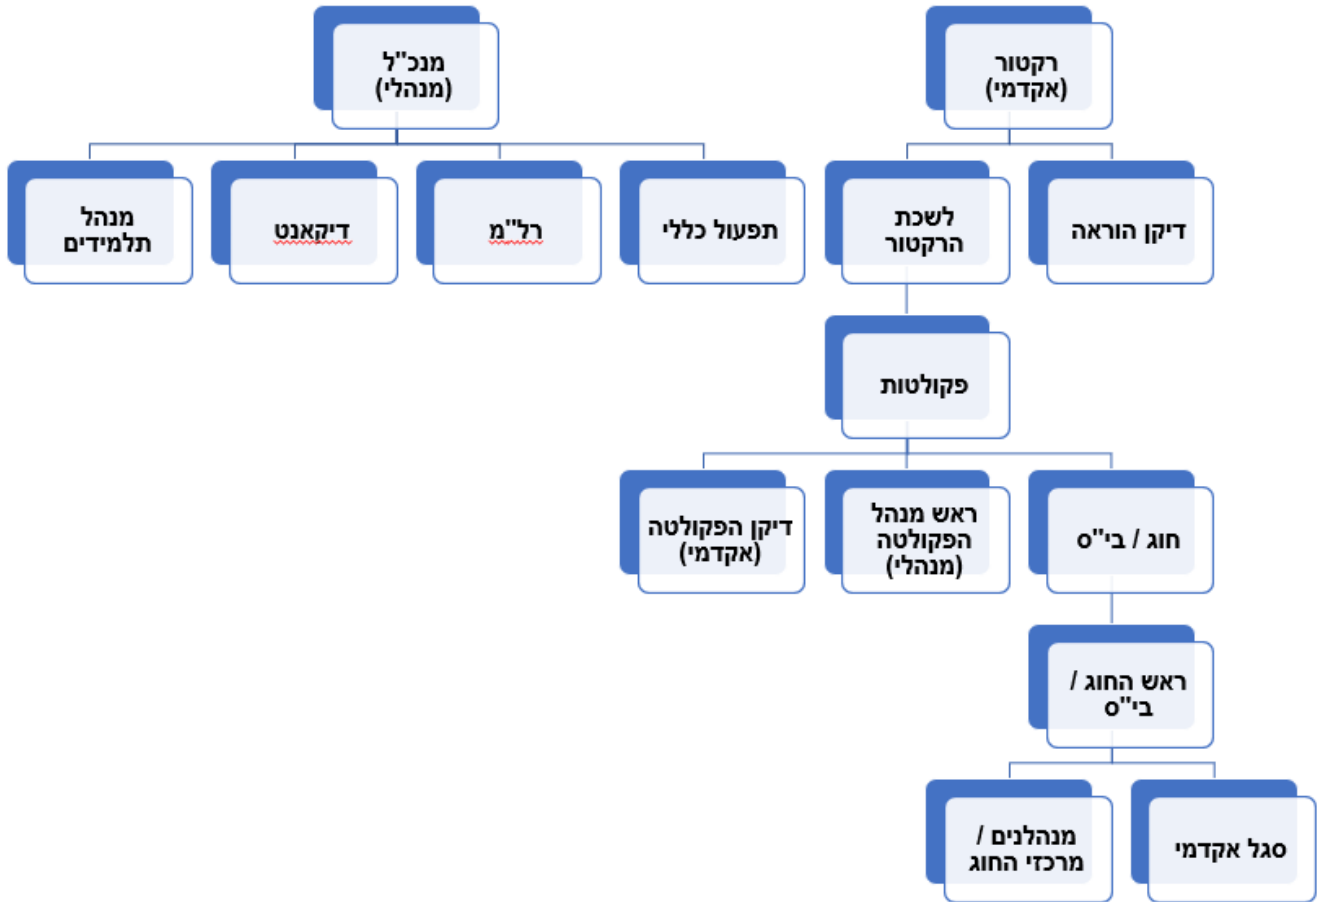 רקטור
(אקדמי)
מנכ"ל
(מנהלי)
דיקן הוראה
לשכת
הרקטור
תפעול כללי
רל"מ
דיקאנט
מנהל
תלמידים
פקולטות
חוג / בי"ס
ראש מנהל
הפקולטה
(מנהלי)
דיקן הפקולטה
(אקדמי)
ראש החוג /
בי"ס
סגל אקדמי
מנהלנים /
מרכזי החוג